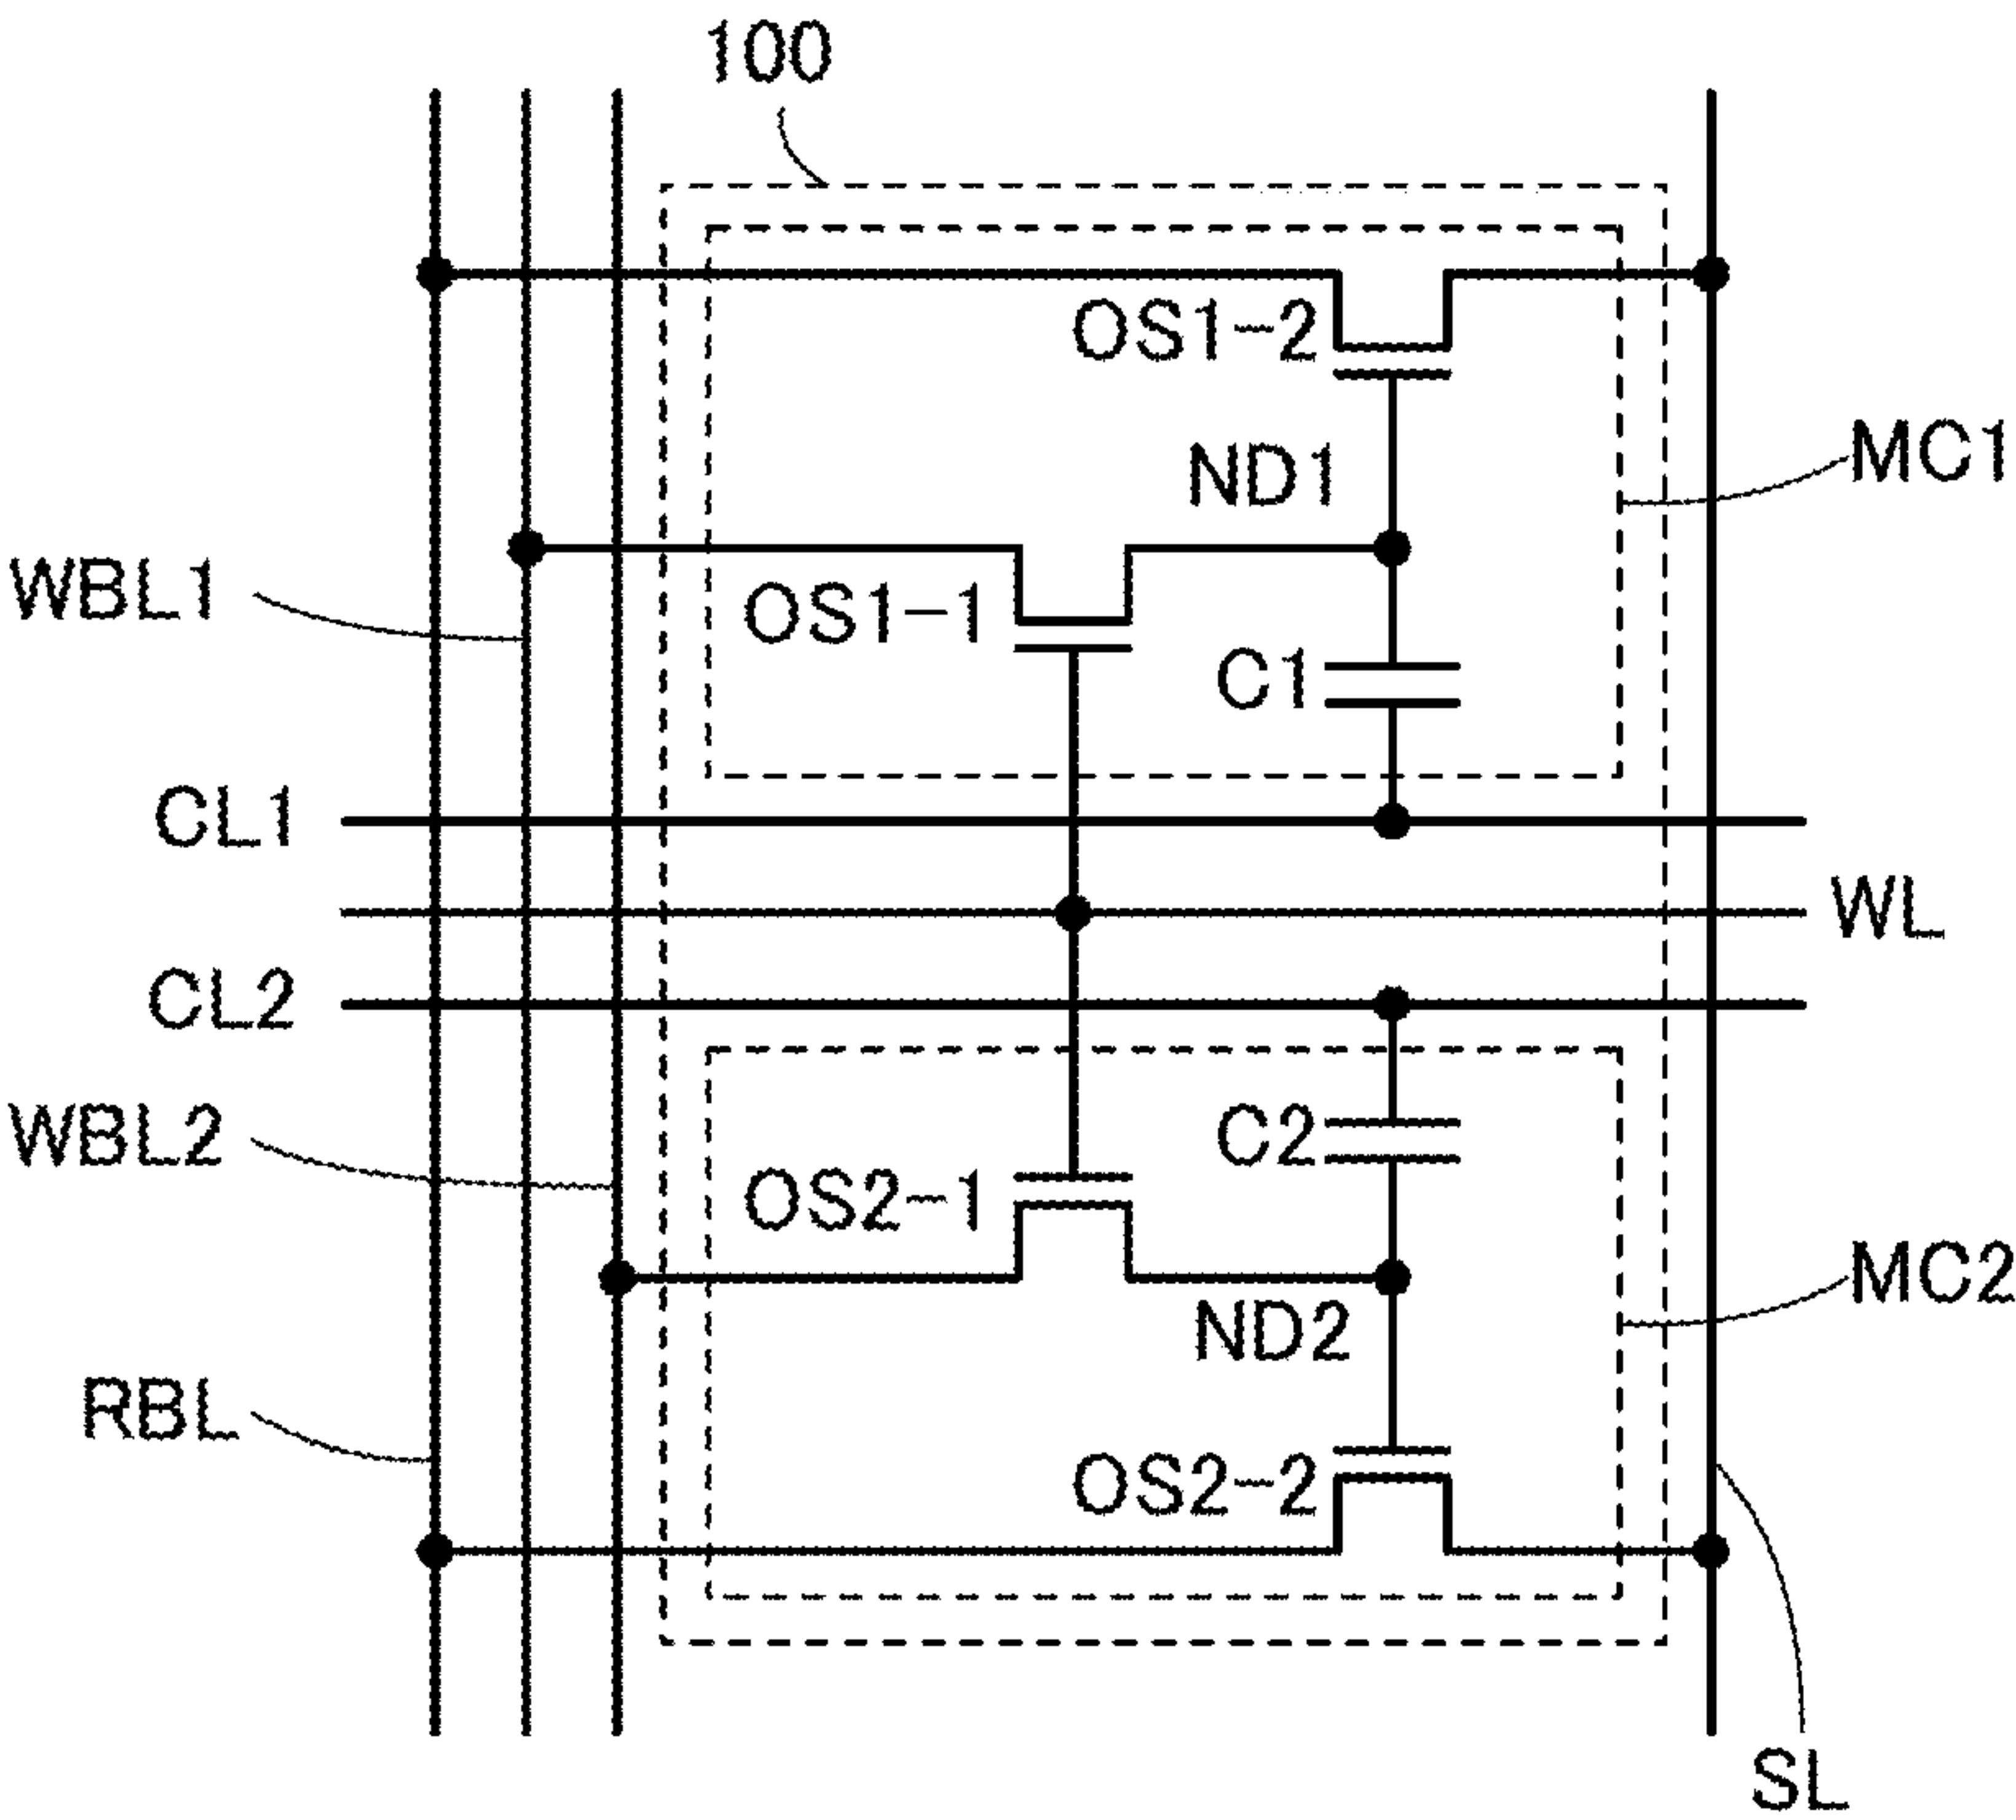 100
OS1-2
ND1
MC1
WBL1
OS1-1
C1
CL1
WL
CL2
WBL2
C2
OS2-1
MC2
ND2
RBL
OS2-2
SL